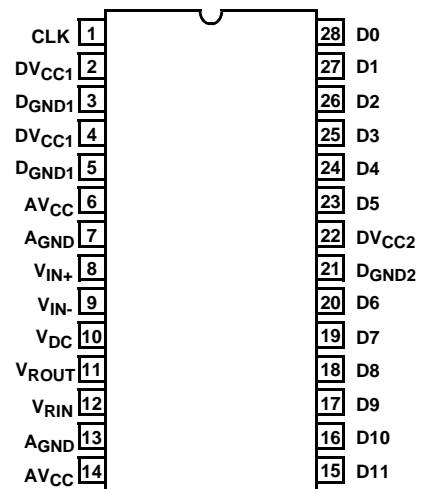 CLK 1 28 D0
DVCC1 2 27 D1
DGND1 3 26 D2
DVCC1 4 25 D3
DGND1 5 24 D4
AVCC 6 23 D5
AGND 7 22 DVCC2
VIN+ 8 21 DGND2
VIN- 9 20 D6
VDC 10 19 D7
VROUT 11 18 D8
VRIN 12 17 D9
AGND 13 16 D10
AVCC 14 15 D11